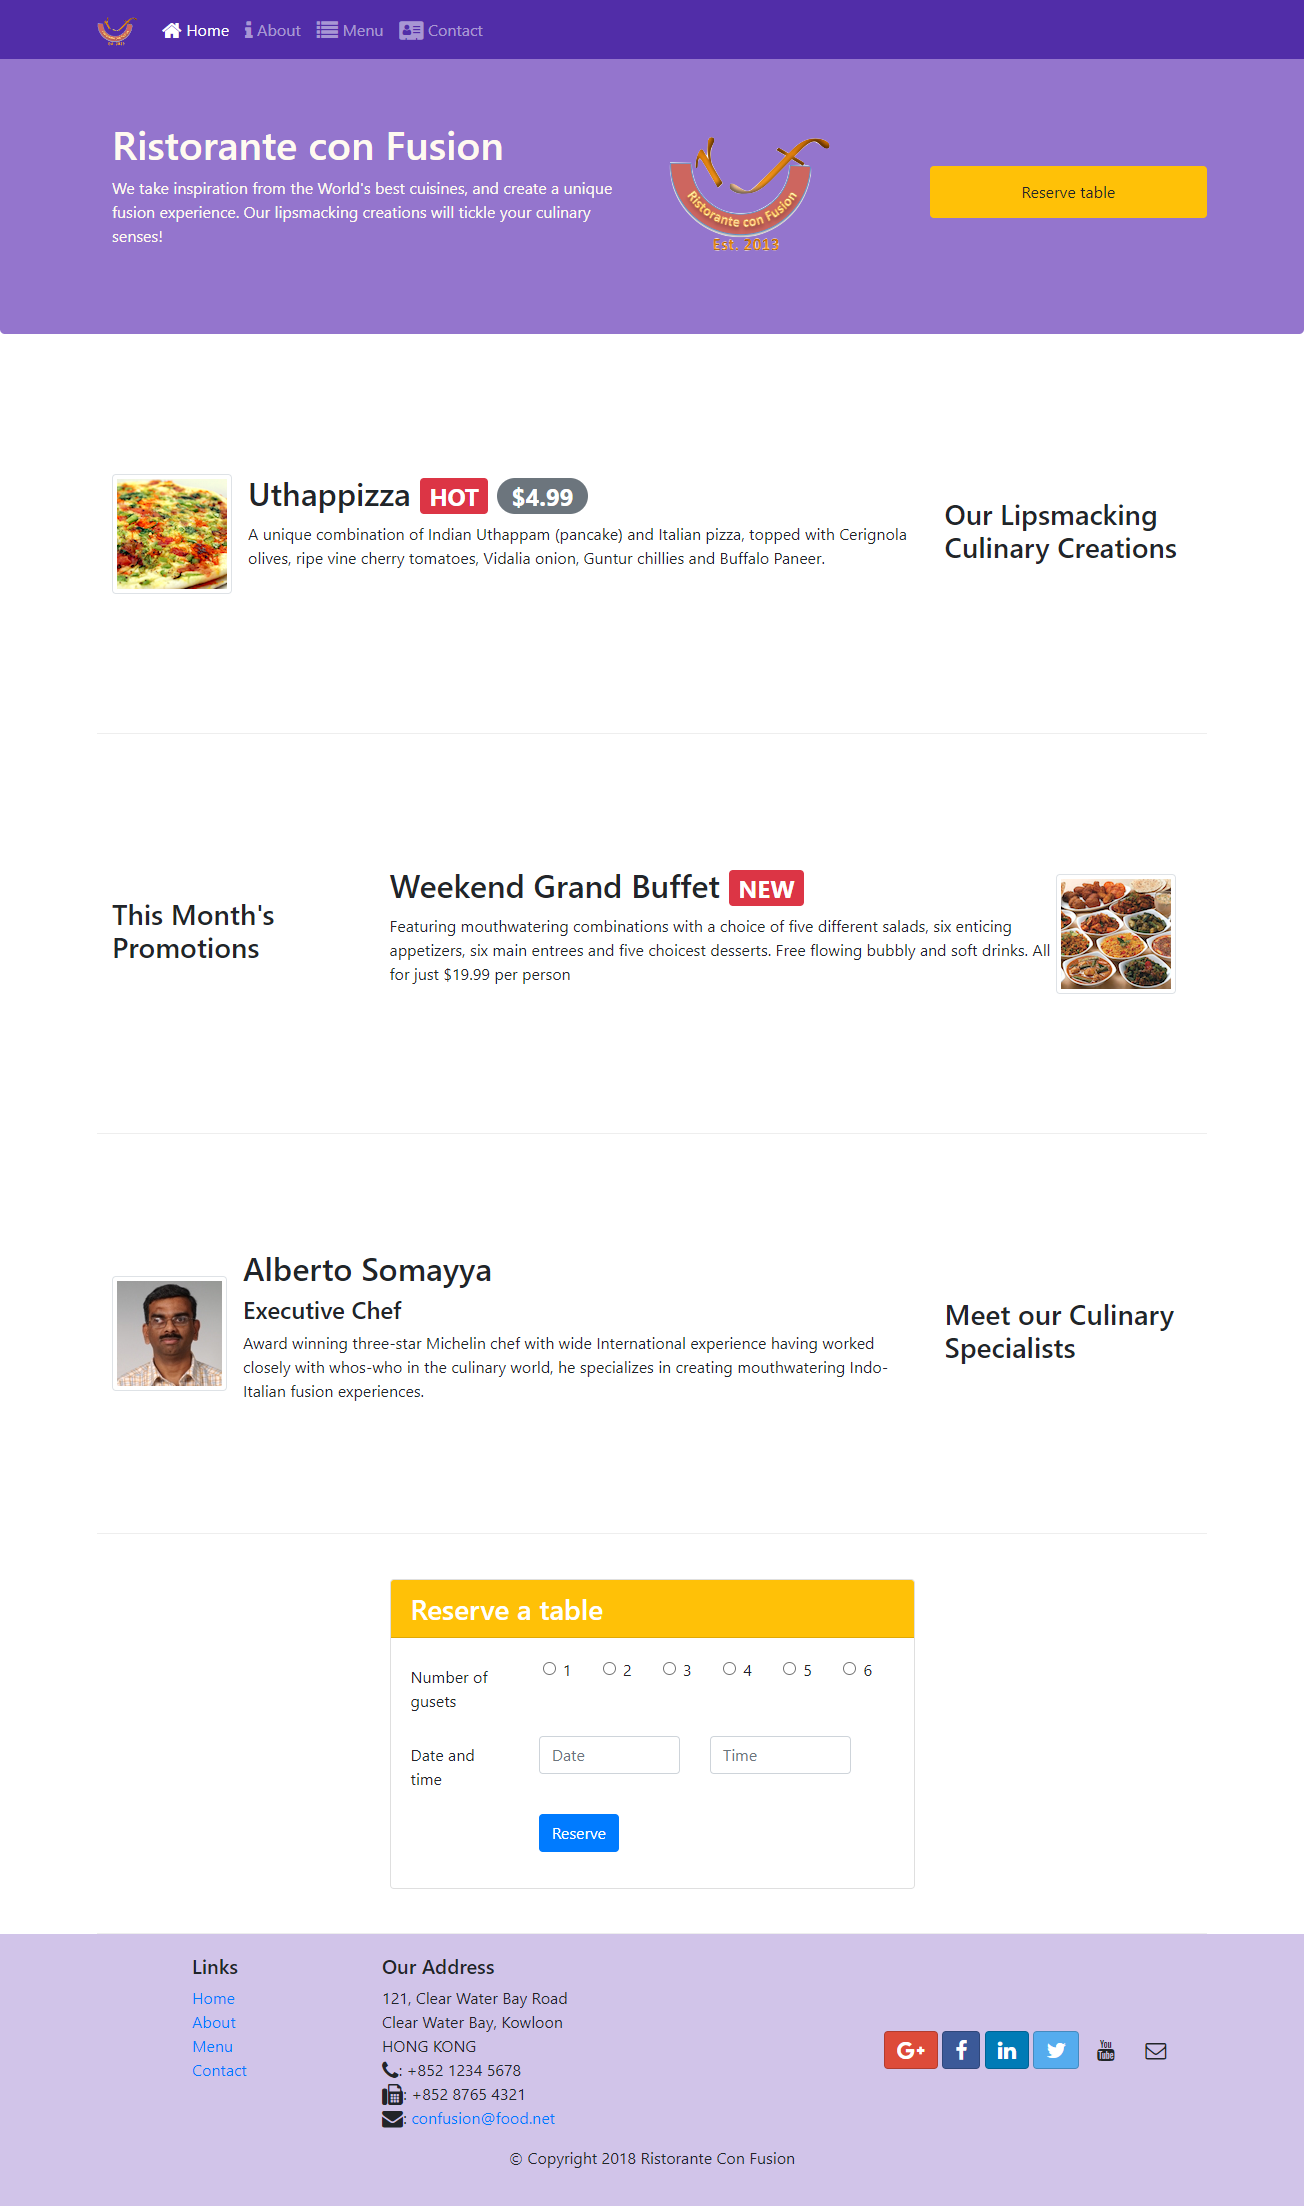 Home About Menu Contact
Ristorante con Fusion
We take inspiration from the World's best cuisines, and create a unique
fusion experience. Our lipsmacking creations will tickle your culinary
senses!
Ristorante con Fusion
Est. 2013
Reserve table
Uthappizza HOT $4.99
A unique combination of Indian Uthappam (pancake) and Italian pizza, topped with Cerignola
olives, ripe vine cherry tomatoes, Vidalia onion, Guntur chillies and Buffalo Paneer.
Our Lipsmacking
Culinary Creations
This Month's
Promotions
Weekend Grand Buffet NEW
Featuring mouthwatering combinations with a choice of five different salads, six enticing
appetizers, six main entrees and five choicest desserts. Free flowing bubbly and soft drinks. All
for just $19.99 per person
Alberto Somayya
Executive Chef
Award winning three-star Michelin chef with wide International experience having worked
closely with whos-who in the culinary world, he specializes in creating mouthwatering Indo-
Italian fusion experiences.
Meet our Culinary
Specialists
Reserve a table
Number of
gusets
1 2 3 4 5 6
Date and
time
Date Time
Reserve
Links
Home
About
Menu
Contact
Our Address
121, Clear Water Bay Road
Clear Water Bay, Kowloon
HONG KONG
: +852 1234 5678
: +852 8765 4321
: confusion@food.net
G+ f in You Tube
© Copyright 2018 Ristorante Con Fusion